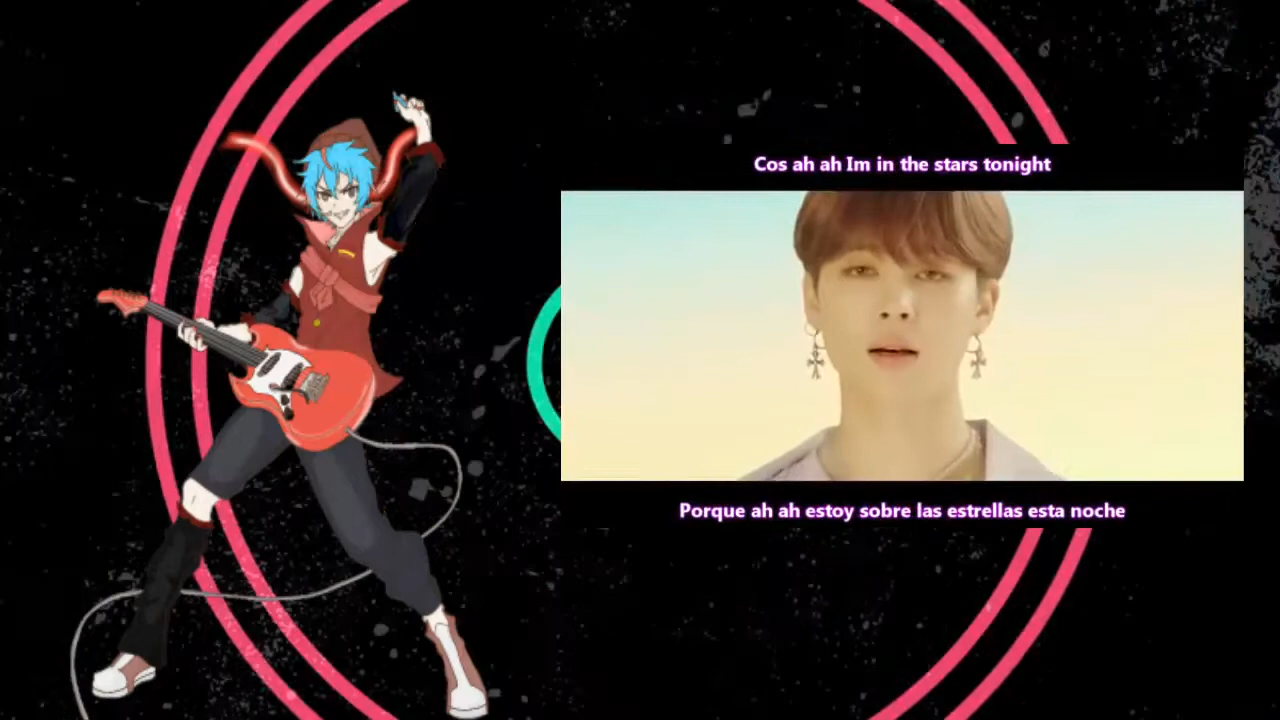 Cos ah ah Im in the stars tonight
Porque ah ah estoy sobre las estrellas esta noche